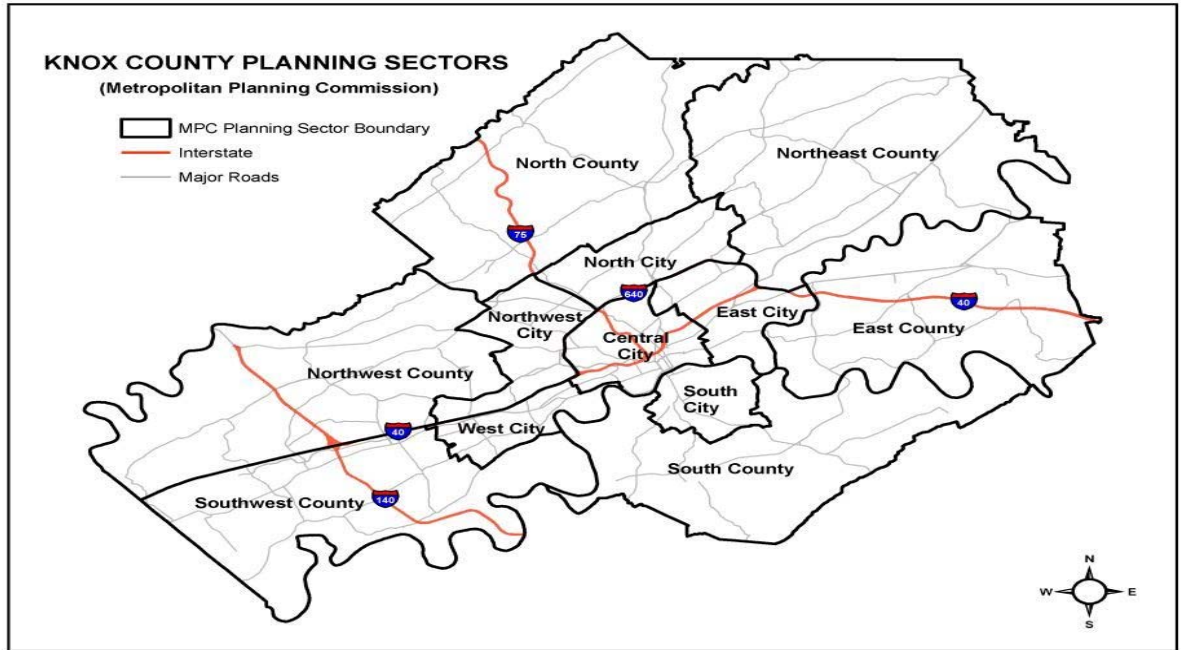 KNOX COUNTY PLANNING SECTORS
(Metropolitan Planning Commission)
MPC Planning Sector Boundary
Interstate
Major Roads
North County
Northeast County
75
North City
640
40
Northwest
City
East City
East County
Central
City
Northwest County
South
City
West City
40
South County
Southwest County
140
N
W
E
S